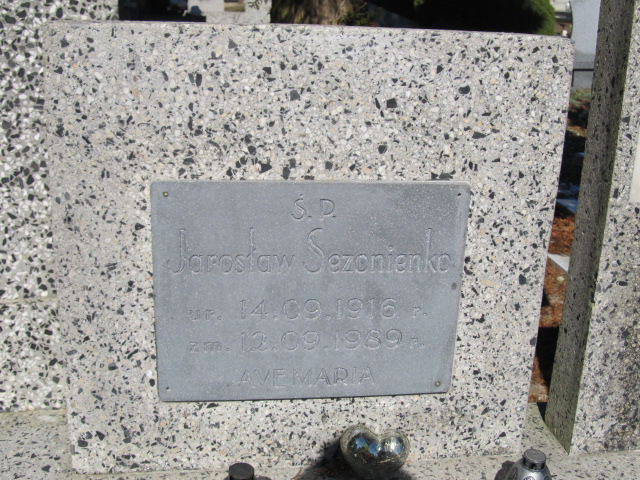 Ś. P.
Jarosław Sezonienko
ur. 14.09.1916 r.
zm. 12.09.1989 r.
AVE MARIA